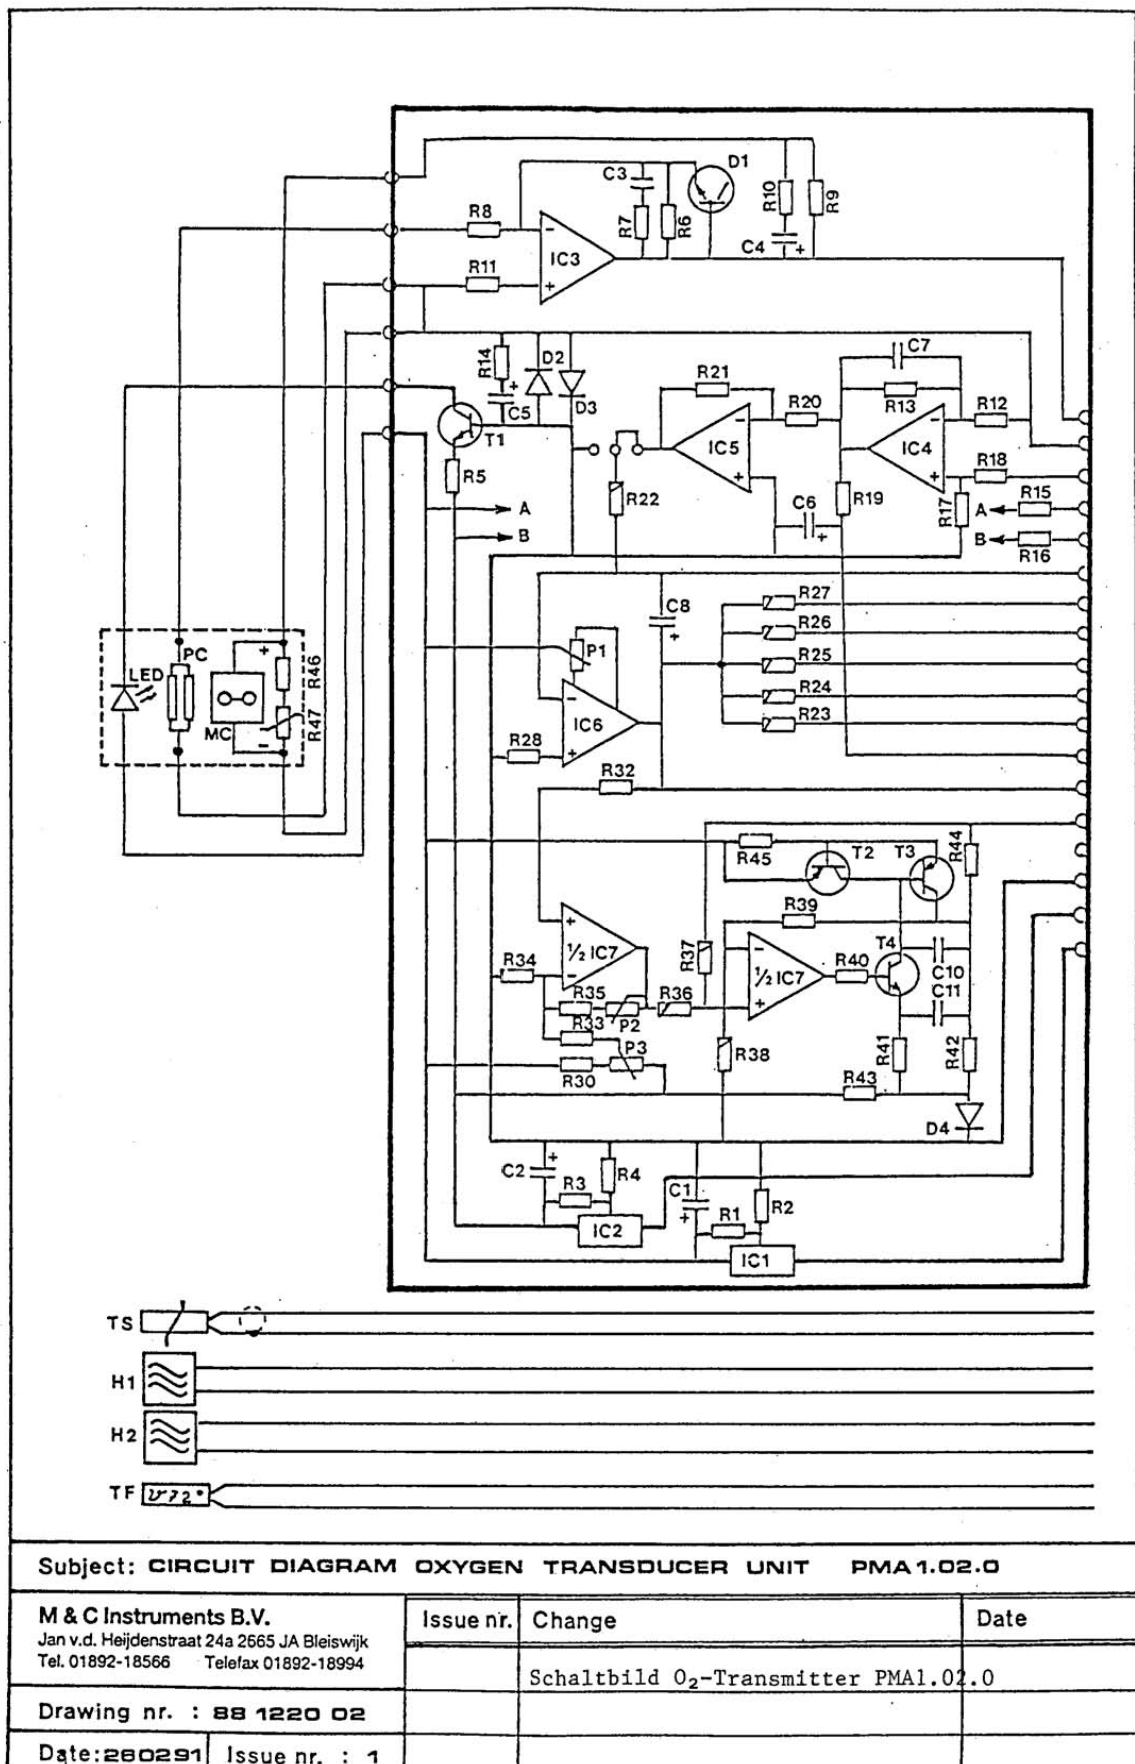 D1
C3
R10
R9
R8
R7
R6
C4
+
-
IC3
R11
+
C7
R14
D2
R21
+
C5
D3
R20
R13
R12
-
-
T1
IC5
IC4
R18
+
+
R5
R22
C6
R19
R17
A
R15
A
+
B
B
R16
R27
C8
+
R26
P1
LED
PC
+
R46
R25
-
R24
IC6
MC
R47
R23
-
R28
+
R32
R45
T2
T3
R44
R39
+
-
T4
R34
½ IC7
R37
½ IC7
R40
-
C10
R35
R36
+
C11
R33
P2
P3
R38
R41
R42
R30
R43
D4
C2
+
R4
R3
C1
R2
+
R1
IC2
IC1
TS
H1
H2
TF
Subject: CIRCUIT DIAGRAM OXYGEN TRANSDUCER UNIT PMA1.02.0
M & C Instruments B.V.
Jan v.d. Heijdenstraat 24a 2665 JA Bleiswijk
Tel. 01892-18566 Telefax 01892-18994
Issue nr. Change Date
Schaltbild O₂-Transmitter PMA1.02.0
Drawing nr. : 88 1220 02
Date:280291 Issue nr. : 1